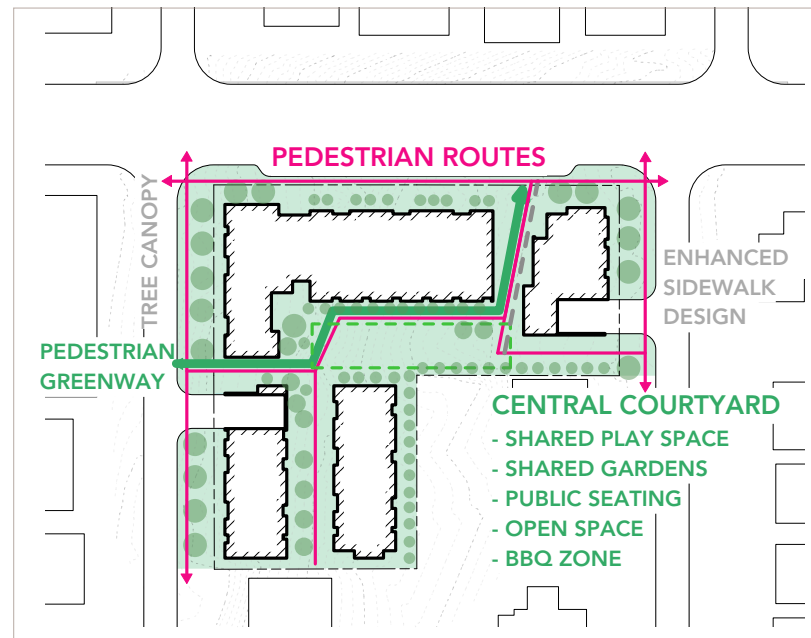 PEDESTRIAN ROUTES
TREE CANOPY
ENHANCED
SIDEWALK
DESIGN
PEDESTRIAN
GREENWAY
CENTRAL COURTYARD
- SHARED PLAY SPACE
- SHARED GARDENS
- PUBLIC SEATING
- OPEN SPACE
- BBQ ZONE